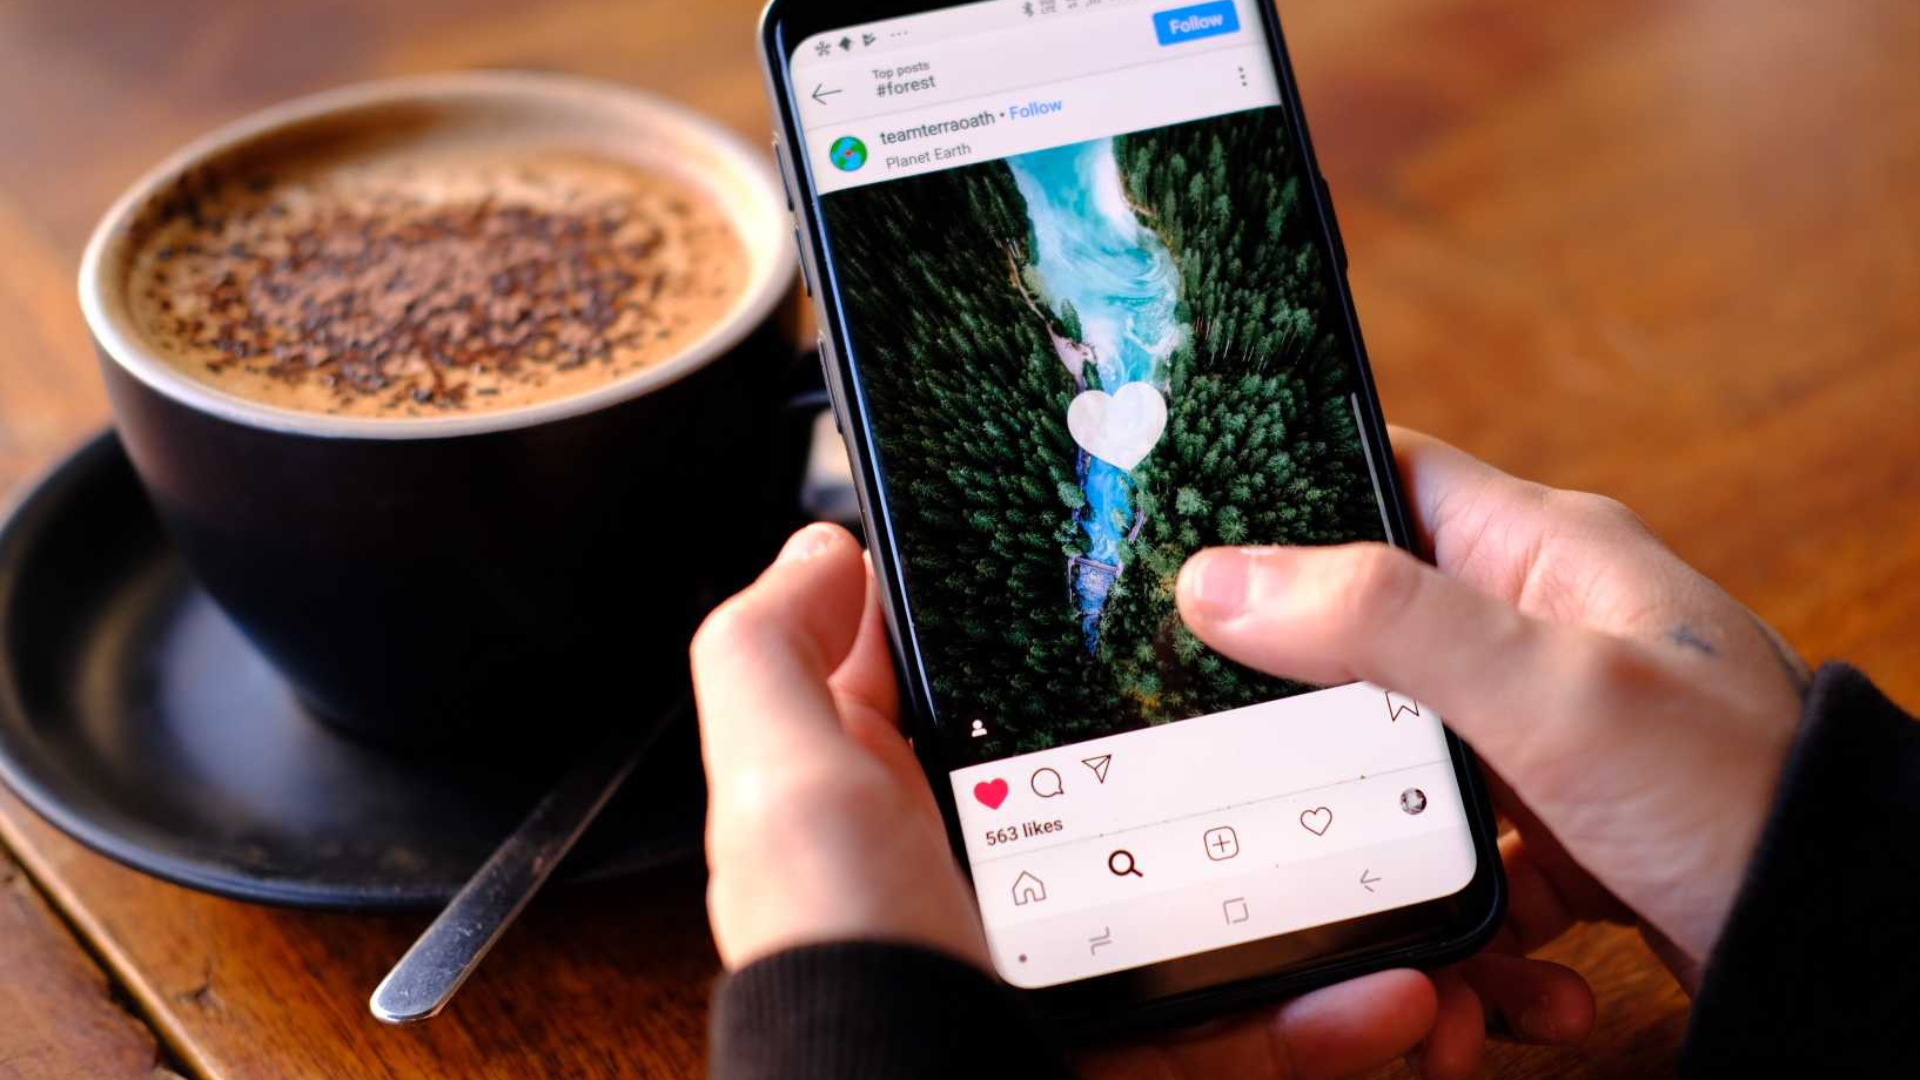 Follow
Top posts
#forest
teamterraoath • Follow
Planet Earth
563 likes